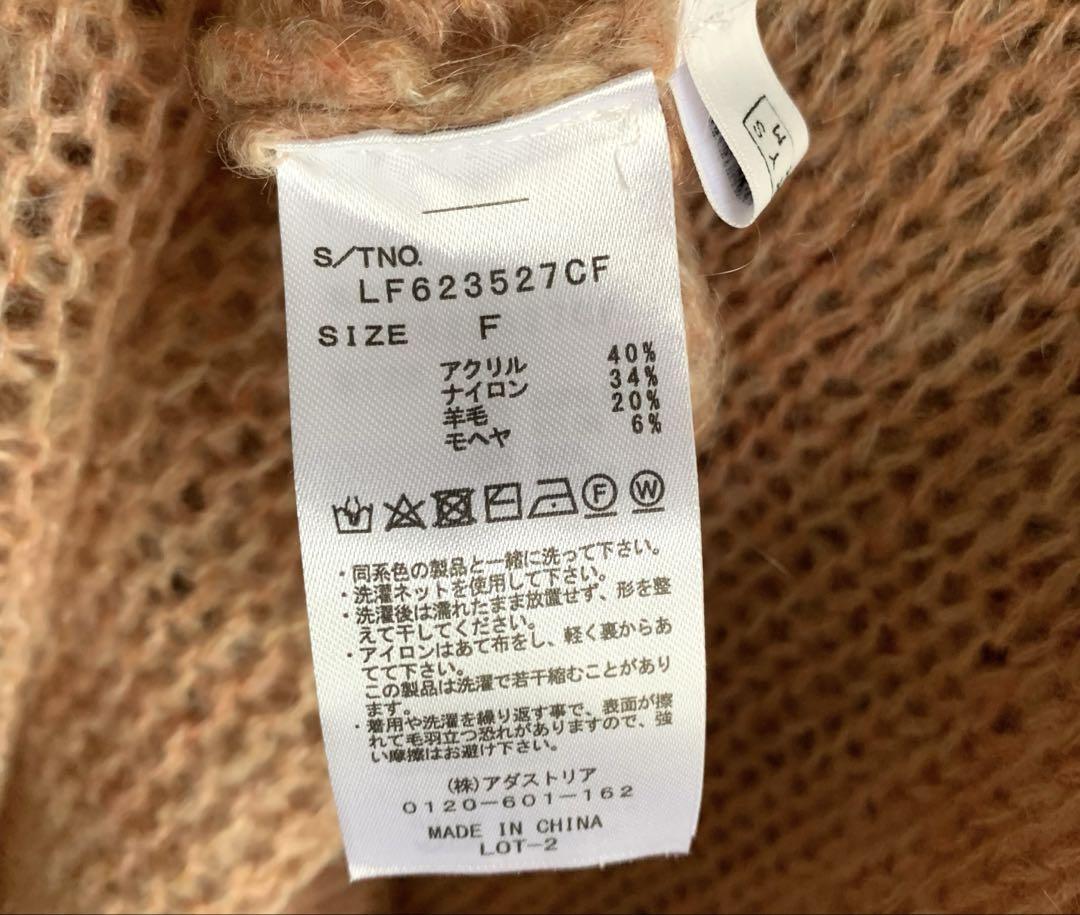 S/TNO.
LF623527CF
SIZE F
アクリル 40%
ナイロン 34%
羊毛 20%
モヘヤ 6%
F W
・同系色の製品と一緒に洗って下さい。
・洗濯ネットを使用して下さい。
・洗濯後は濡れたまま放置せず、形を整
えて干してください。
・アイロンはあて布をし、軽く裏からあ
てて下さい。
この製品は洗濯で若干縮むことがあり
ます。
・着用や洗濯を繰り返す事で、表面が擦
れて毛羽立つ恐れがありますので、強
い摩擦はお避け下さい。
(株)アダストリア
0120-601-162
MADE IN CHINA
LOT-2